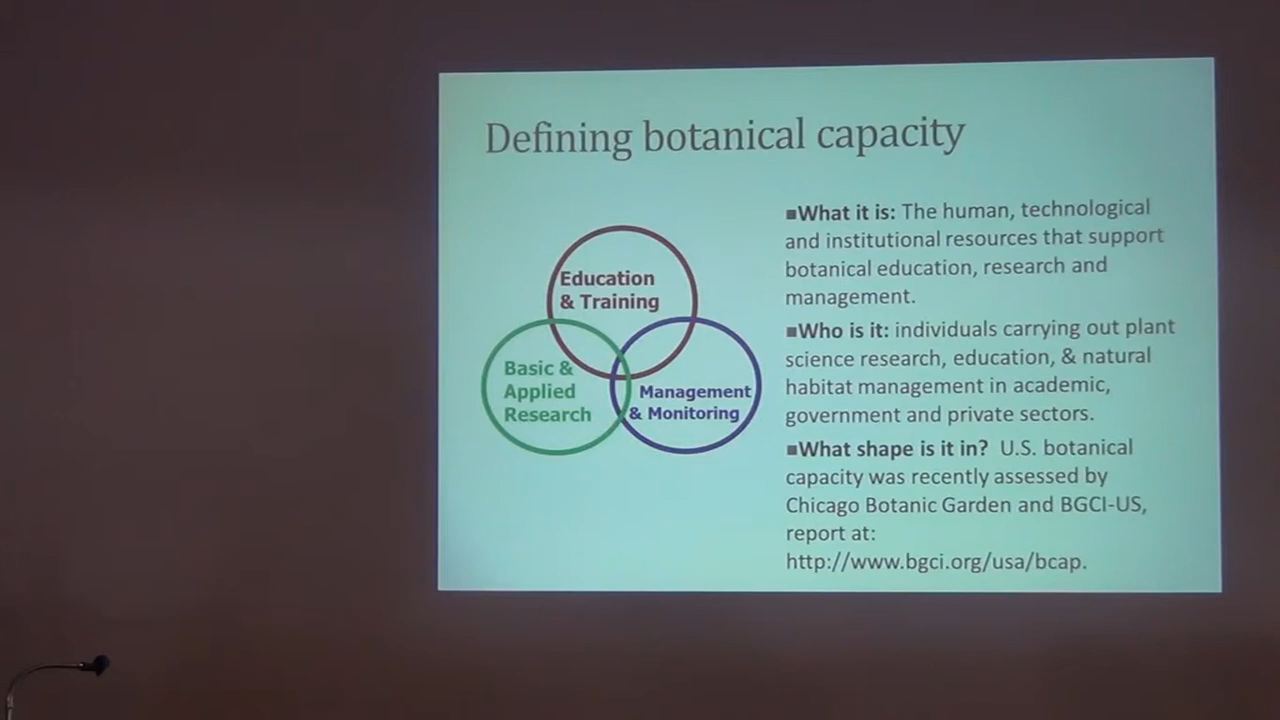 Defining botanical capacity
Education
& Training
Basic &
Applied
Research
Management
& Monitoring
■What it is: The human, technological
and institutional resources that support
botanical education, research and
management.
■Who is it: individuals carrying out plant
science research, education, & natural
habitat management in academic,
government and private sectors.
■What shape is it in? U.S. botanical
capacity was recently assessed by
Chicago Botanic Garden and BGCI-US,
report at:
http://www.bgci.org/usa/bcap.